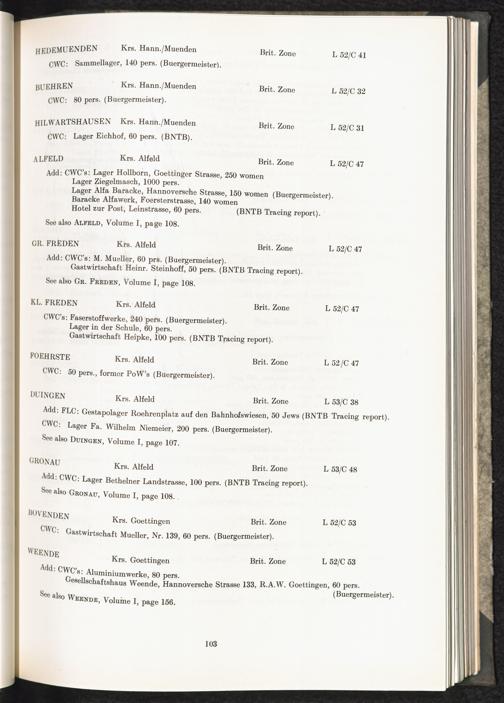 HEDEMUENDEN Krs. Hann./Muenden Brit. Zone L 52/C 41
CWC: Sammellager, 140 pers. (Buergermeister).
BUEHREN Krs. Hann./Muenden Brit. Zone L 52/C 32
CWC: 80 pers. (Buergermeister).
HILWARTSHAUSEN Krs. Hann./Muenden Brit. Zone L 52/C 31
CWC: Lager Eichhof, 60 pers. (BNTB).
ALFELD Krs. Alfeld Brit. Zone L 52/C 47
Add: CWC's: Lager Hollborn, Goettinger Strasse, 250 women
Lager Ziegelmasch, 1000 pers.
Lager Alfa Baracke, Hannoversche Strasse, 150 women (Buergermeister).
Baracke Alfawerk, Foersterstrasse, 140 women
Hotel zur Post, Leinstrasse, 60 pers. (BNTB Tracing report).
See also ALFELD, Volume I, page 108.
GR. FREDEN Krs. Alfeld Brit. Zone L 52/C 47
Add: CWC's: M. Mueller, 60 prs. (Buergermeister).
Gastwirtschaft Heinr. Steinhoff, 50 pers. (BNTB Tracing report).
See also GR. FREDEN, Volume I, page 108.
KL. FREDEN Krs. Alfeld Brit. Zone L 52/C 47
CWC's: Faserstoffwerke, 240 pers. (Buergermeister).
Lager in der Schule, 60 pers.
Gastwirtschaft Heipke, 100 pers. (BNTB Tracing report).
FOEHRSTE Krs. Alfeld Brit. Zone L 52/C 47
CWC: 50 pers., former PoW's (Buergermeister).
DUINGEN Krs. Alfeld Brit. Zone L 53/C 38
Add: FLC: Gestapolager Roehrenplatz auf den Bahnhofswiesen, 50 Jews (BNTB Tracing report).
CWC: Lager Fa. Wilhelm Niemeier, 200 pers. (Buergermeister).
See also DUINGEN, Volume I, page 107.
GRONAU Krs. Alfeld Brit. Zone L 53/C 48
Add: CWC: Lager Bethelner Landstrasse, 100 pers. (BNTB Tracing report).
See also GRONAU, Volume I, page 108.
BOVENDEN Krs. Goettingen Brit. Zone L 52/C 53
CWC: Gastwirtschaft Mueller, Nr. 139, 60 pers. (Buergermeister).
WEENDE Krs. Goettingen Brit. Zone L 52/C 53
Add: CWC's: Aluminiumwerke, 80 pers.
Gesellschaftshaus Weende, Hannoversche Strasse 133, R.A.W. Goettingen, 60 pers.
(Buergermeister).
See also WEENDE, Volume I, page 156.
103